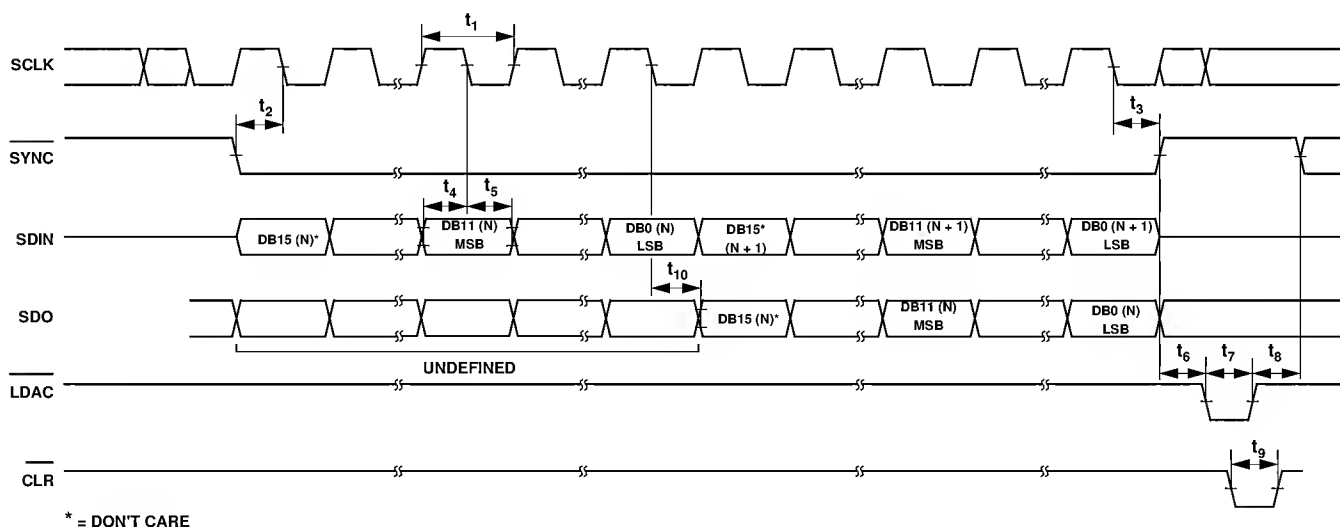 t1
SCLK
t2
t3
SYNC
t4
t5
SDIN
DB15 (N)*
DB11 (N)
MSB
DB0 (N)
LSB
DB15*
(N + 1)
DB11 (N + 1)
MSB
DB0 (N + 1)
LSB
t10
SDO
DB15 (N)*
DB11 (N)
MSB
DB0 (N)
LSB
UNDEFINED
t6
t7
t8
LDAC
t9
CLR
* = DON'T CARE